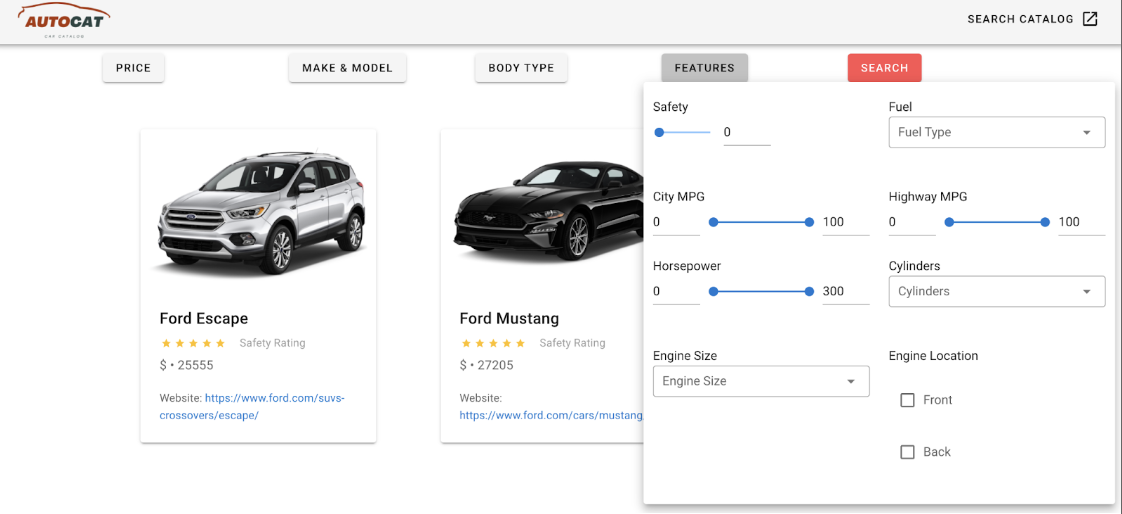 AUTOCAT
CAR CATALOG
SEARCH CATALOG
PRICE
MAKE & MODEL
BODY TYPE
FEATURES
SEARCH
Safety
0
Fuel
Fuel Type
City MPG
0
100
Highway MPG
0
100
Horsepower
0
300
Cylinders
Cylinders
Engine Size
Engine Size
Engine Location
Front
Back
Ford Escape
Safety Rating
$ • 25555
Website: https://www.ford.com/suvs-
crossovers/escape/
Ford Mustang
Safety Rating
$ • 27205
Website:
https://www.ford.com/cars/mustang